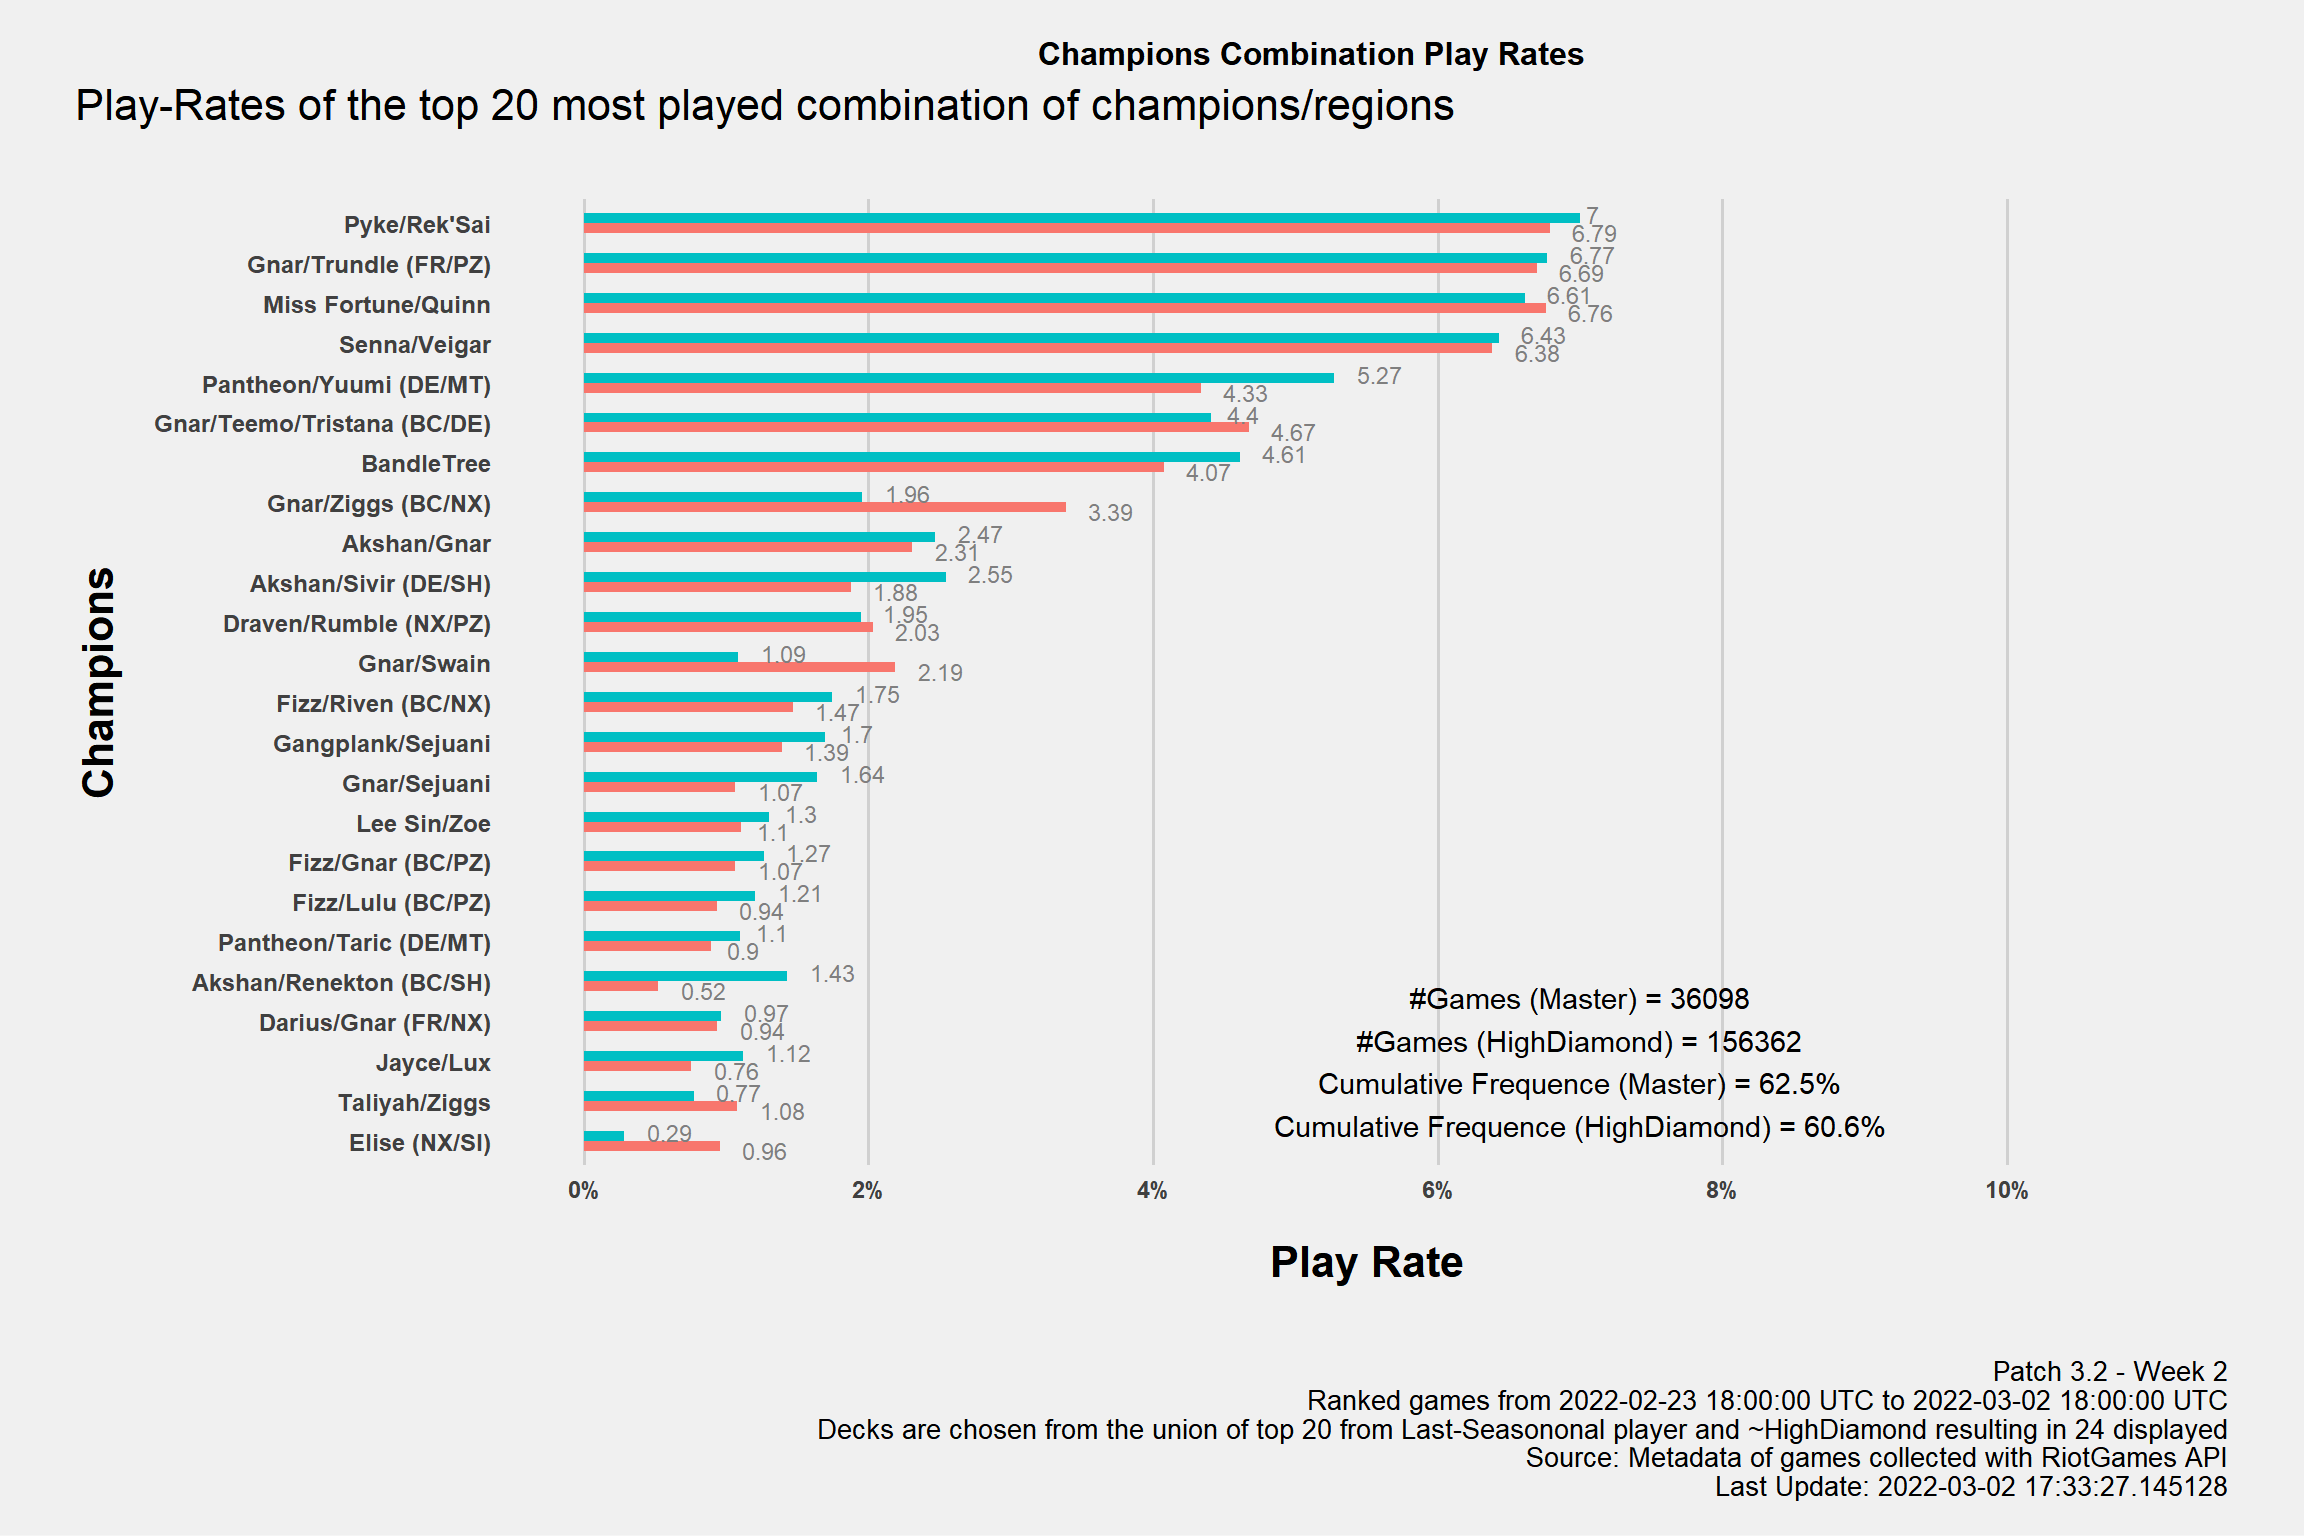 Champions Combination Play Rates
Play-Rates of the top 20 most played combination of champions/regions
Champions
Pyke/Rek'Sai 7 6.79
Gnar/Trundle (FR/PZ) 6.77 6.69
Miss Fortune/Quinn 6.61 6.76
Senna/Veigar 6.43 6.38
Pantheon/Yuumi (DE/MT) 5.27 4.33
Gnar/Teemo/Tristana (BC/DE) 4.4 4.67
BandleTree 4.61 4.07
Gnar/Ziggs (BC/NX) 1.96 3.39
Akshan/Gnar 2.47 2.31
Akshan/Sivir (DE/SH) 2.55 1.88
Draven/Rumble (NX/PZ) 1.95 2.03
Gnar/Swain 1.09 2.19
Fizz/Riven (BC/NX) 1.75 1.47
Gangplank/Sejuani 1.7 1.39
Gnar/Sejuani 1.64 1.07
Lee Sin/Zoe 1.3 1.1
Fizz/Gnar (BC/PZ) 1.27 1.07
Fizz/Lulu (BC/PZ) 1.21 0.94
Pantheon/Taric (DE/MT) 1.1 0.9
Akshan/Renekton (BC/SH) 1.43 0.52
Darius/Gnar (FR/NX) 0.97 0.94
Jayce/Lux 1.12 0.76
Taliyah/Ziggs 0.77 1.08
Elise (NX/SI) 0.29 0.96
#Games (Master) = 36098
#Games (HighDiamond) = 156362
Cumulative Frequence (Master) = 62.5%
Cumulative Frequence (HighDiamond) = 60.6%
0% 2% 4% 6% 8% 10%
Play Rate
Patch 3.2 - Week 2
Ranked games from 2022-02-23 18:00:00 UTC to 2022-03-02 18:00:00 UTC
Decks are chosen from the union of top 20 from Last-Seasononal player and ~HighDiamond resulting in 24 displayed
Source: Metadata of games collected with RiotGames API
Last Update: 2022-03-02 17:33:27.145128